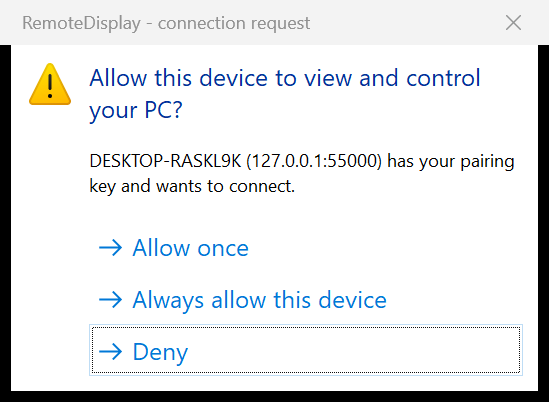 RemoteDisplay - connection request
Allow this device to view and control
your PC?
DESKTOP-RASKL9K (127.0.0.1:55000) has your pairing
key and wants to connect.
Allow once
Always allow this device
Deny